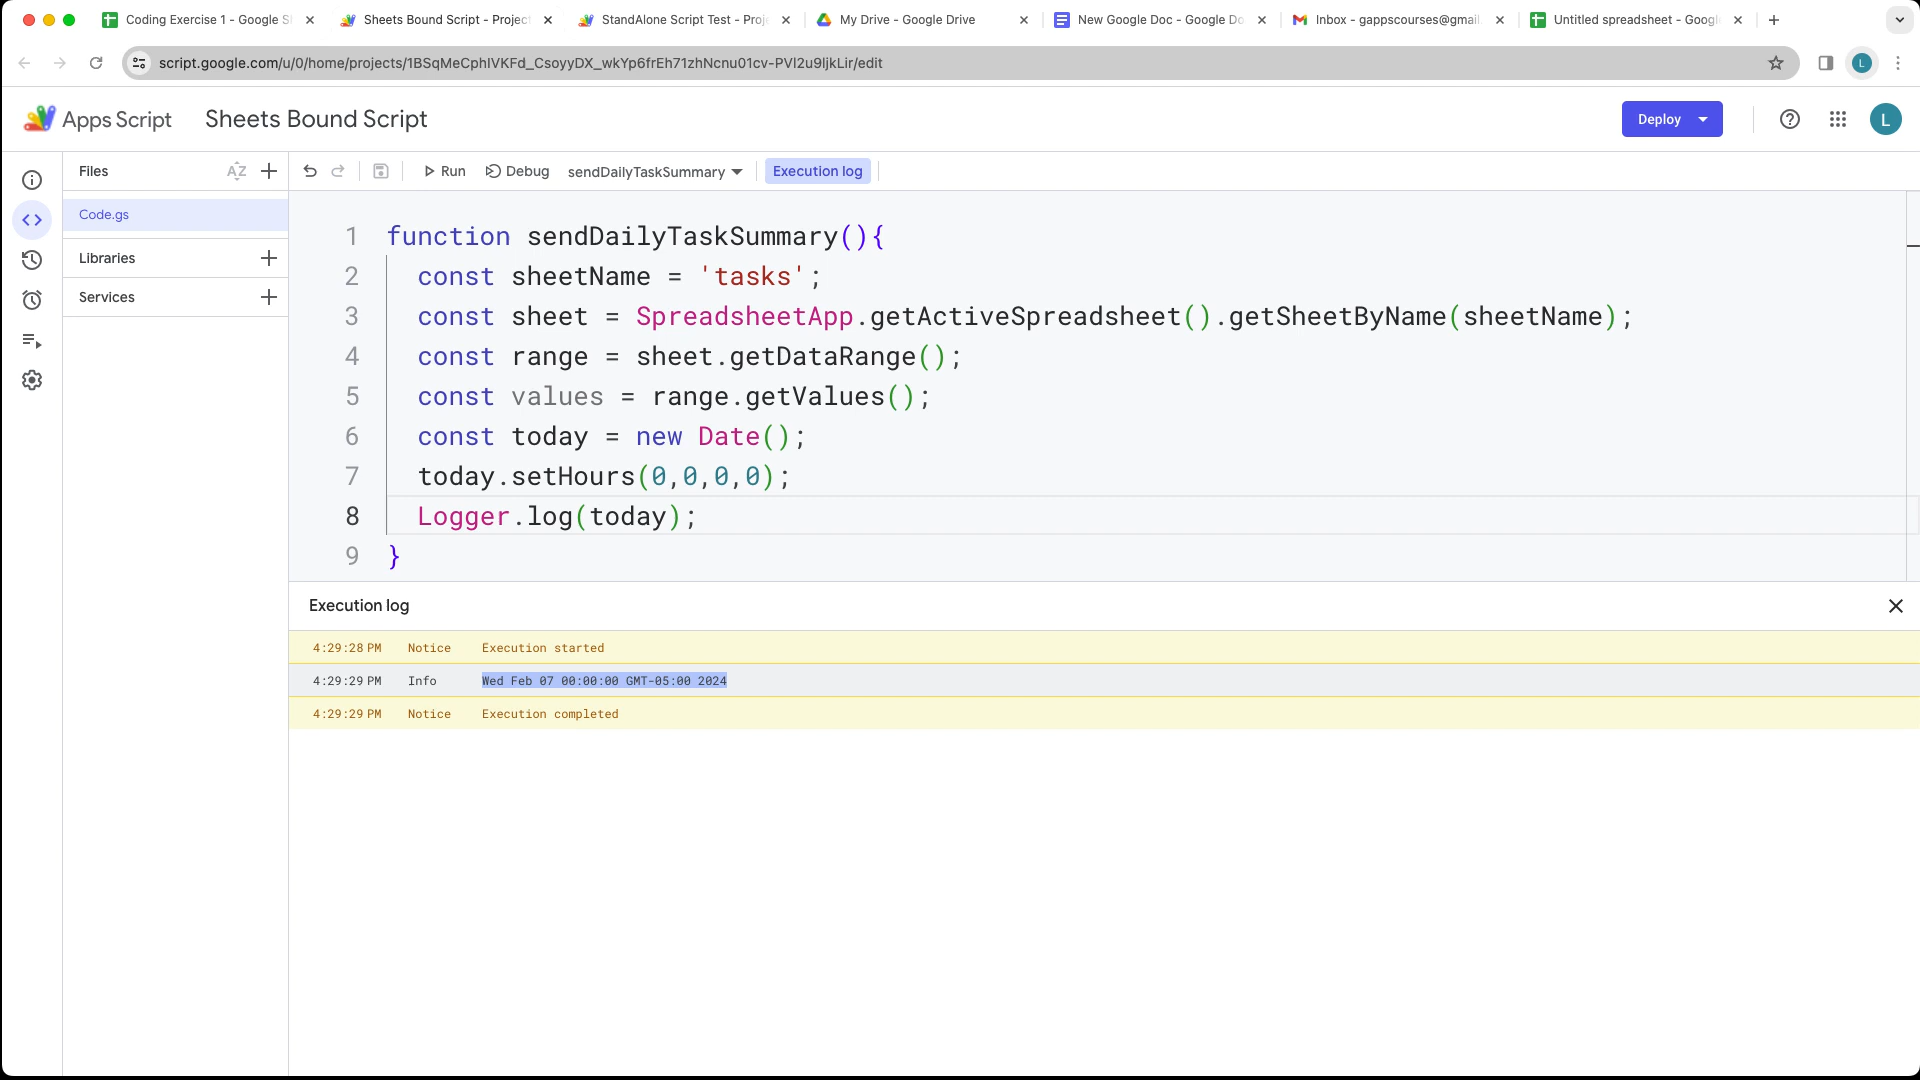 Coding Exercise 1 - Google S
Sheets Bound Script - Project
StandAlone Script Test - Proj
My Drive - Google Drive
New Google Doc - Google Do
Inbox - gappscourses@gmail.
Untitled spreadsheet - Googl
script.google.com/u/0/home/projects/1BSqMeCphIVKFd_CsoyyDX_wkYp6frEh71zhNcnu01cv-PVl2u9ljkLir/edit
L
Apps Script
Sheets Bound Script
Deploy
L
Files
AZ
Run
Debug
sendDailyTaskSummary
Execution log
Code.gs
Libraries
Services
1 function sendDailyTaskSummary(){
2 const sheetName = 'tasks';
3 const sheet = SpreadsheetApp.getActiveSpreadsheet().getSheetByName(sheetName);
4 const range = sheet.getDataRange();
5 const values = range.getValues();
6 const today = new Date();
7 today.setHours(0,0,0,0);
8 Logger.log(today);
9 }
Execution log
4:29:28 PM Notice Execution started
4:29:29 PM Info Wed Feb 07 00:00:00 GMT-05:00 2024
4:29:29 PM Notice Execution completed